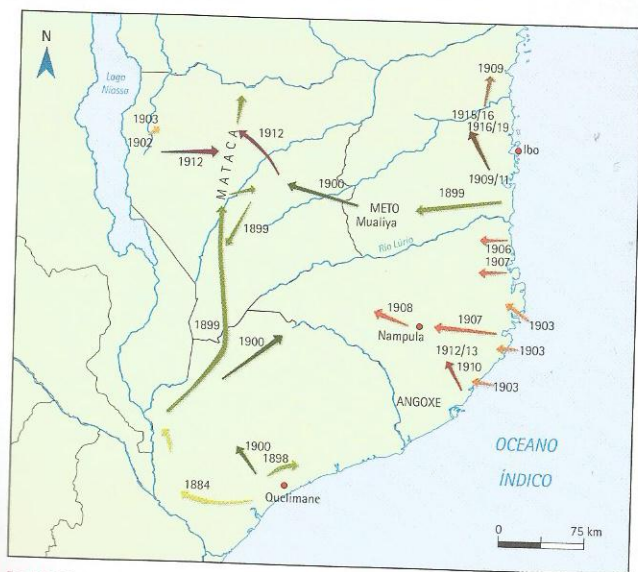 N
Lago
Niassa
1903
1902
1912
MATACA
1912
1909
1915/16
1916/19
Ibo
1909/11
1900
METO
Mualiya
1899
1899
Rio Lúrio
1906
1907
1899
1900
1908
Nampula
1907
1903
1912/13
1910
1903
1903
ANGOXE
1900
1898
1884
Quelimane
OCEANO
ÍNDICO
0 75 km